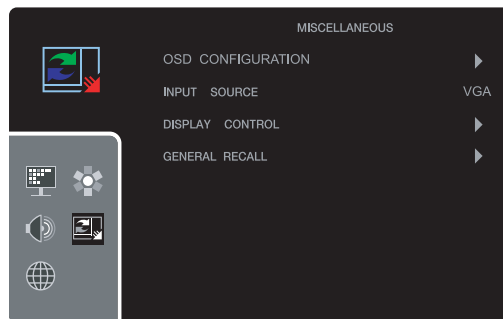 MISCELLANEOUS
OSD CONFIGURATION
INPUT SOURCE VGA
DISPLAY CONTROL
GENERAL RECALL